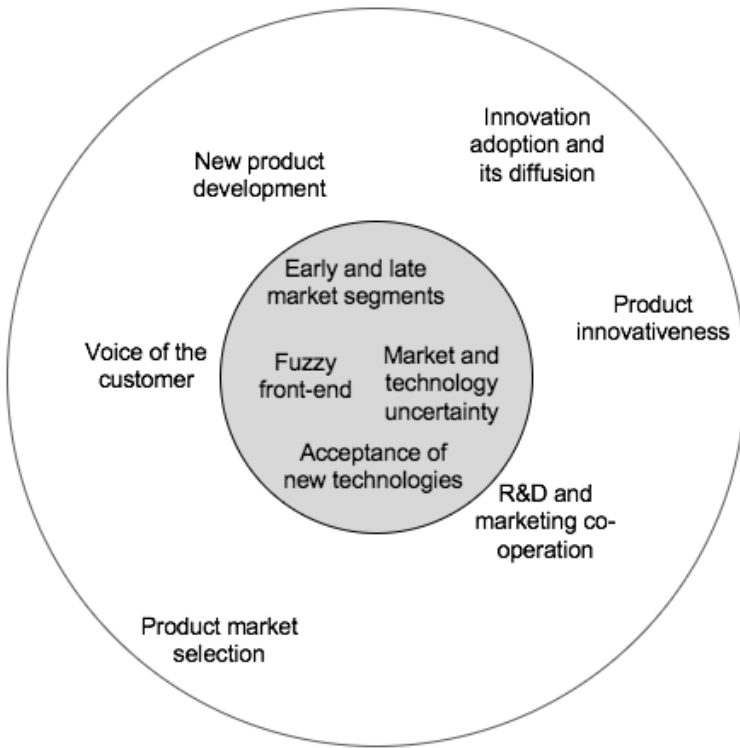 Innovation
adoption and
its diffusion
New product
development
Early and late
market segments
Product
innovativeness
Voice of the
customer
Fuzzy
front-end
Market and
technology
uncertainty
Acceptance of
new technologies
R&D and
marketing co-
operation
Product market
selection